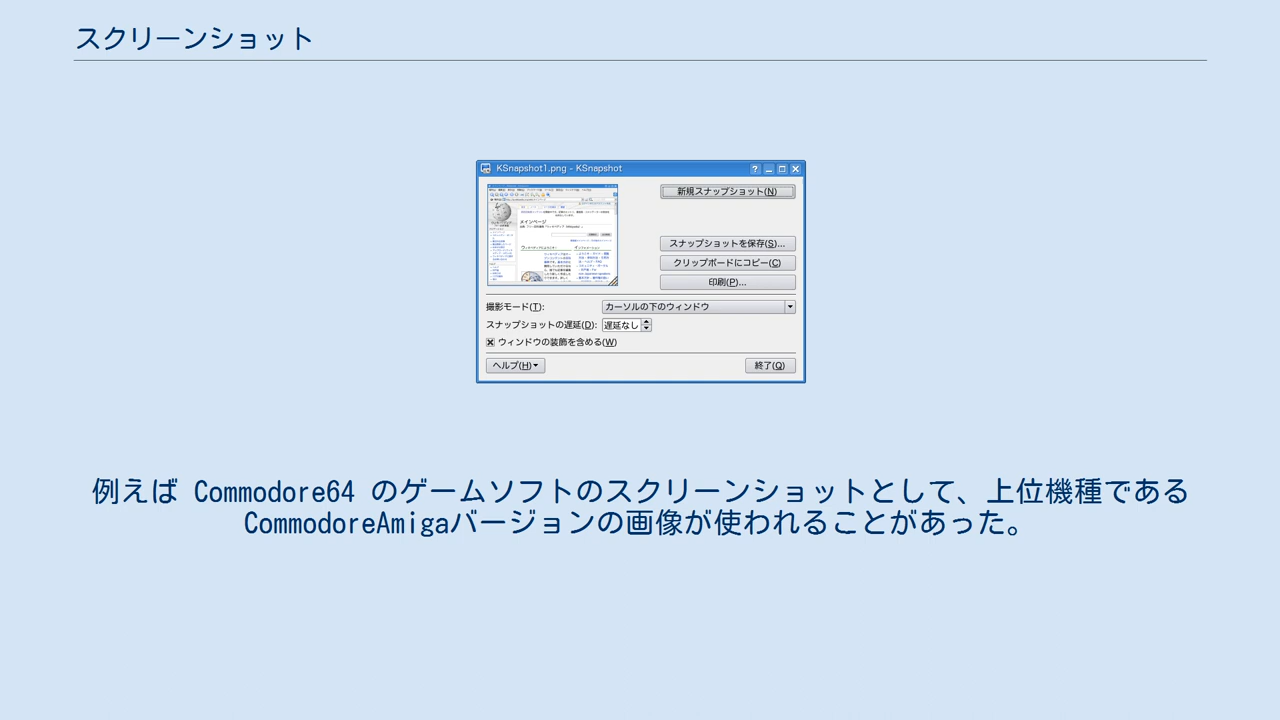 スクリーンショット
KSnapshot1.png - KSnapshot
新規スナップショット(N)
メインページ
スナップショットを保存(S)...
クリップボードにコピー(C)
印刷(P)...
撮影モード(T):
カーソルの下のウィンドウ
スナップショットの遅延(D):
遅延なし
ウィンドウの装飾を含める(W)
ヘルプ(H)
終了(Q)
例えば Commodore64 のゲームソフトのスクリーンショットとして、上位機種である
CommodoreAmigaバージョンの画像が使われることがあった。